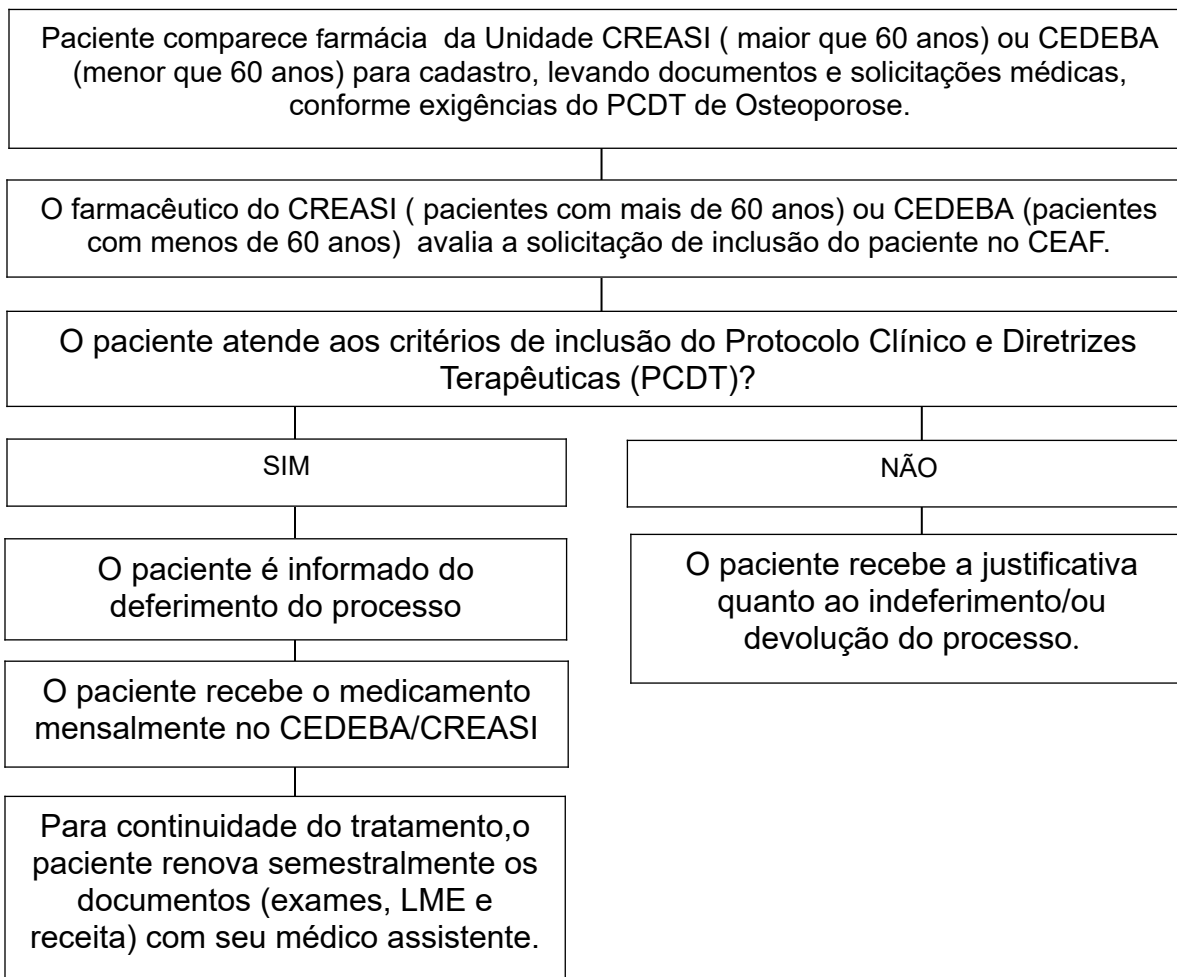 Paciente comparece farmácia  da Unidade CREASI ( maior que 60 anos) ou CEDEBA
(menor que 60 anos) para cadastro, levando documentos e solicitações médicas,
conforme exigências do PCDT de Osteoporose.
O farmacêutico do CREASI ( pacientes com mais de 60 anos) ou CEDEBA (pacientes
com menos de 60 anos)  avalia a solicitação de inclusão do paciente no CEAF.
O paciente atende aos critérios de inclusão do Protocolo Clínico e Diretrizes
Terapêuticas (PCDT)?
SIM
O paciente é informado do
deferimento do processo
O paciente recebe o medicamento
mensalmente no CEDEBA/CREASI
Para continuidade do tratamento,o
paciente renova semestralmente os
documentos (exames, LME e
receita) com seu médico assistente.
NÃO
O paciente recebe a justificativa
quanto ao indeferimento/ou
devolução do processo.